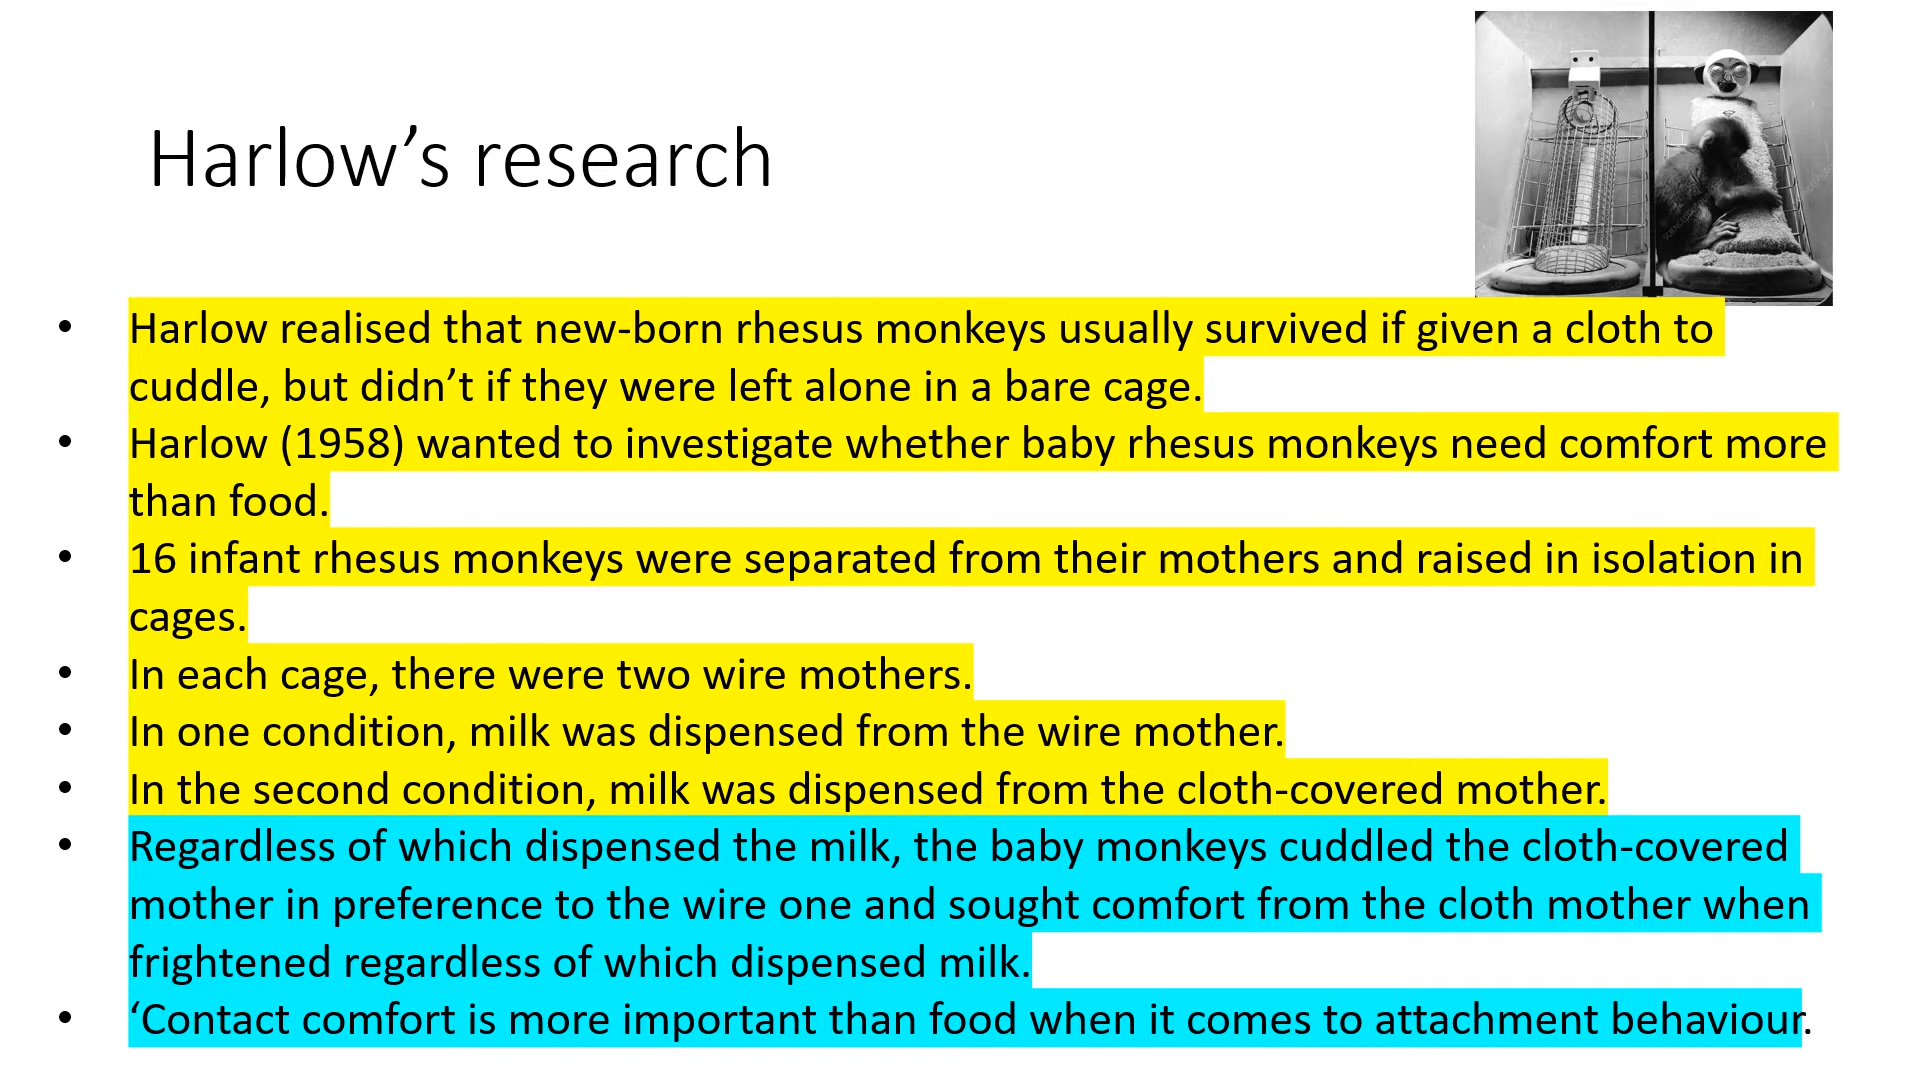 Harlow’s research
• Harlow realised that new-born rhesus monkeys usually survived if given a cloth to
cuddle, but didn’t if they were left alone in a bare cage.
• Harlow (1958) wanted to investigate whether baby rhesus monkeys need comfort more
than food.
• 16 infant rhesus monkeys were separated from their mothers and raised in isolation in
cages.
• In each cage, there were two wire mothers.
• In one condition, milk was dispensed from the wire mother.
• In the second condition, milk was dispensed from the cloth-covered mother.
• Regardless of which dispensed the milk, the baby monkeys cuddled the cloth-covered
mother in preference to the wire one and sought comfort from the cloth mother when
frightened regardless of which dispensed milk.
• ‘Contact comfort is more important than food when it comes to attachment behaviour.